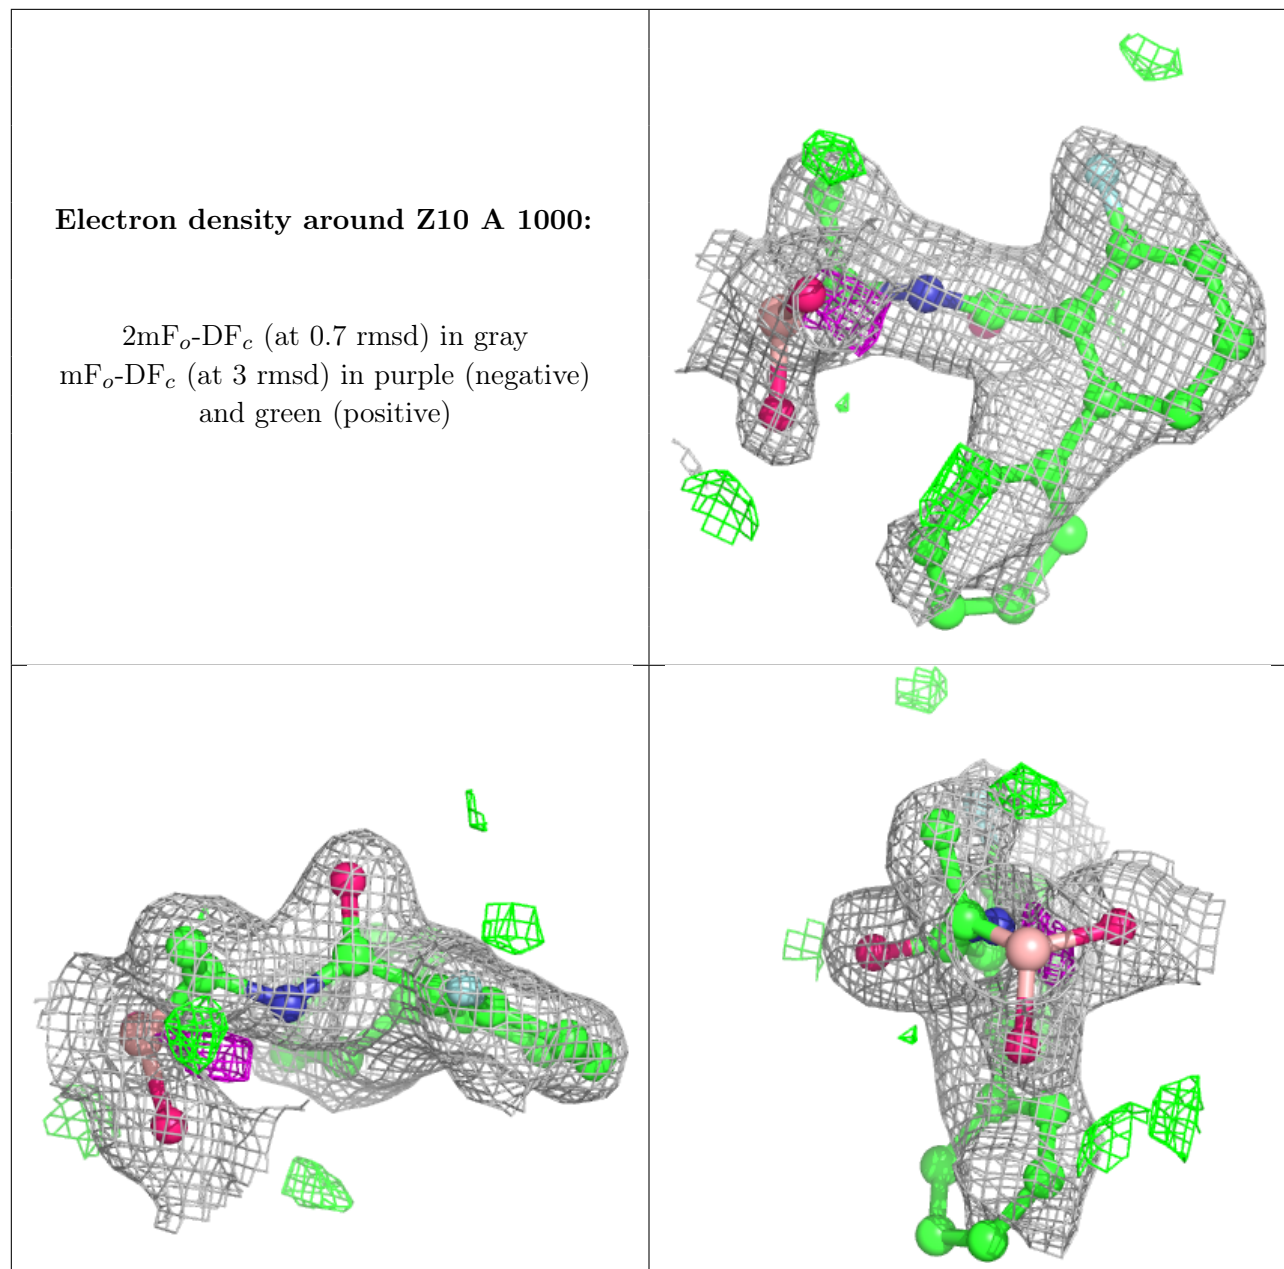 Electron density around Z10 A 1000:
2mFo-DFc (at 0.7 rmsd) in gray
mFo-DFc (at 3 rmsd) in purple (negative)
and green (positive)